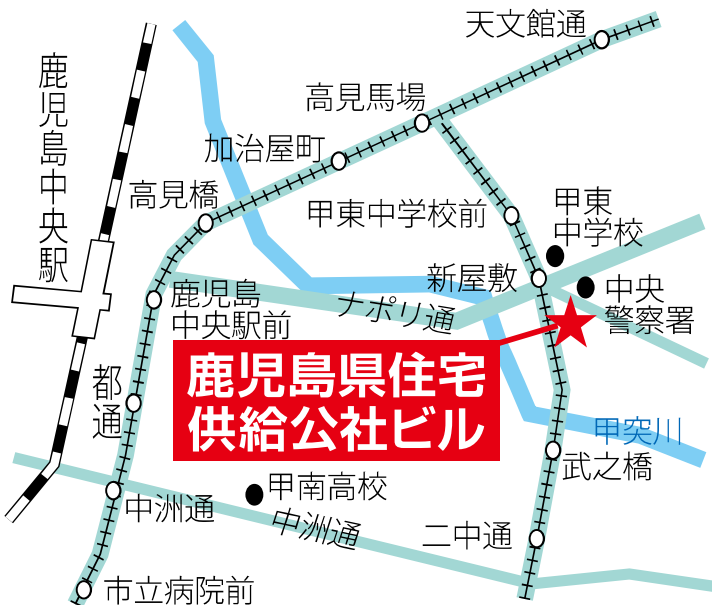 天文館通
鹿児島中央駅
高見馬場
加治屋町
高見橋
甲東中学校前
甲東
中学校
新屋敷
鹿児島
中央駅前
ナポリ通
中央
警察署
鹿児島県住宅
供給公社ビル
都通
甲突川
武之橋
甲南高校
中洲通
中洲通
二中通
市立病院前